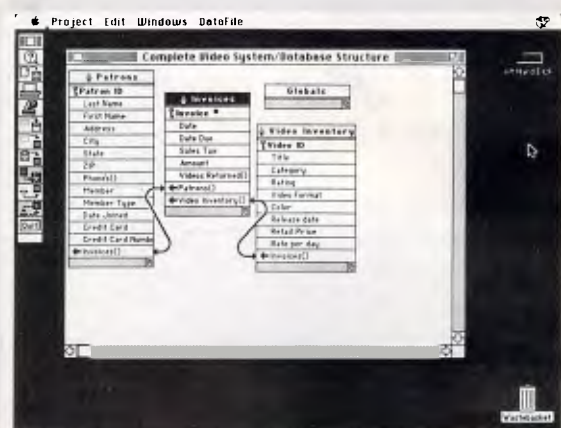 Project Edit Windows DataFile
Complete Video System/Database Structure
Patrons
Patron ID
Last Name
First Name
Address
City
State
ZIP
Phone(s)[]
Member
Member Type
Date Joined
Credit Card
Credit Card Numbe
Invoices[]
Invoices
Invoice #
Date
Date Due
Sales Tax
Amount
Videos Returned[]
Patrons[]
Video Inventory[]
Globals
Video Inventory
Video ID
Title
Category
Rating
Video Format
Color
Release date
Retail Price
Rate per day
Invoices[]
Wastebasket